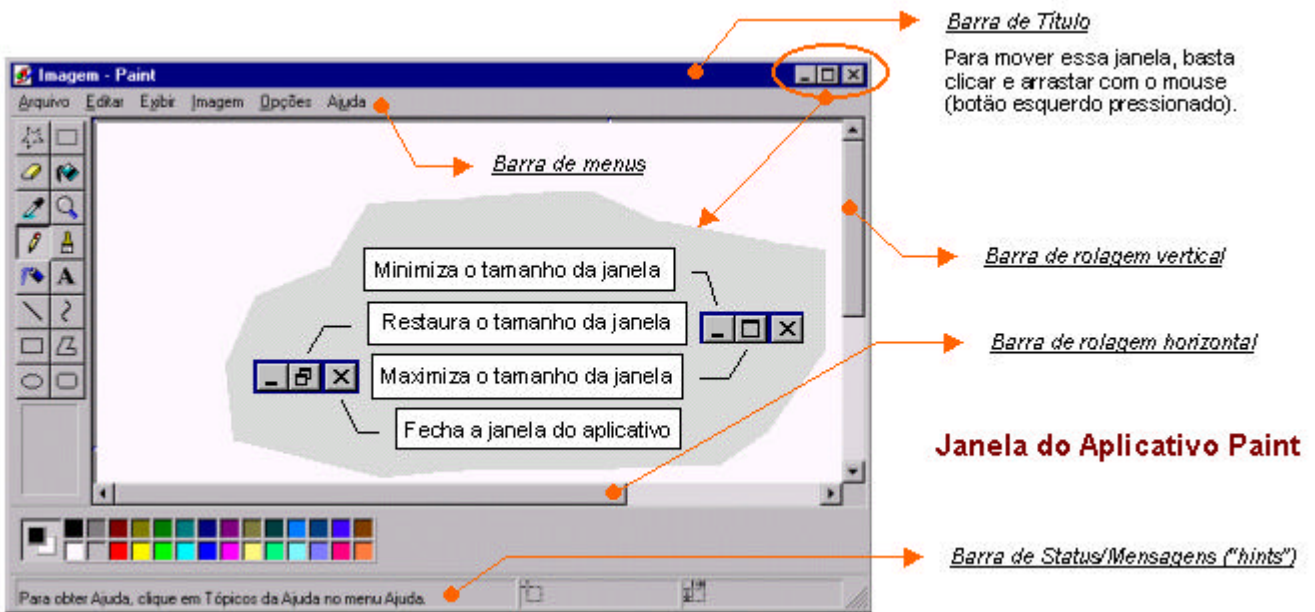 Barra de Título
Para mover essa janela, basta
clicar e arrastar com o mouse
(botão esquerdo pressionado).
Imagem - Paint
Arquivo Editar Exibir Imagem Opções Ajuda
Barra de menus
A
Minimiza o tamanho da janela
Restaura o tamanho da janela
Maximiza o tamanho da janela
Fecha a janela do aplicativo
Barra de rolagem vertical
Barra de rolagem horizontal
Janela do Aplicativo Paint
Barra de Status/Mensagens ("hints")
Para obter Ajuda, clique em Tópicos da Ajuda no menu Ajuda.